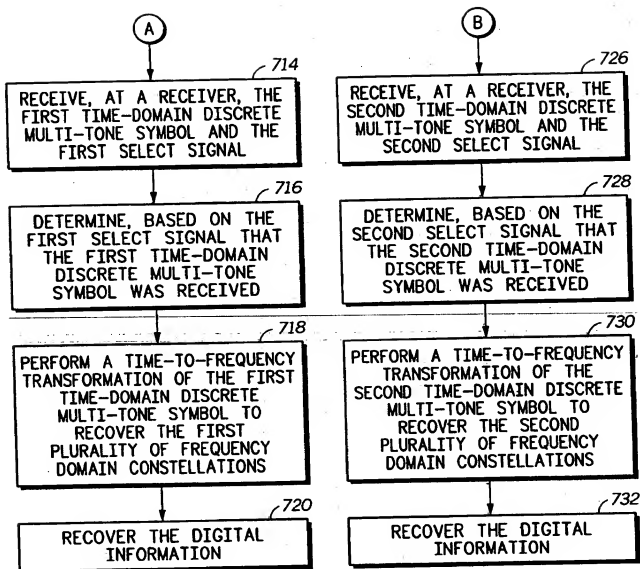 A
714
RECEIVE, AT A RECEIVER, THE
FIRST TIME-DOMAIN DISCRETE
MULTI-TONE SYMBOL AND THE
FIRST SELECT SIGNAL
716
DETERMINE, BASED ON THE
FIRST SELECT SIGNAL THAT
THE FIRST TIME-DOMAIN
DISCRETE MULTI-TONE
SYMBOL WAS RECEIVED
718
PERFORM A TIME-TO-FREQUENCY
TRANSFORMATION OF THE FIRST
TIME-DOMAIN DISCRETE
MULTI-TONE SYMBOL TO
RECOVER THE FIRST
PLURALITY OF FREQUENCY
DOMAIN CONSTELLATIONS
720
RECOVER THE DIGITAL
INFORMATION
B
726
RECEIVE, AT A RECEIVER, THE
SECOND TIME-DOMAIN DISCRETE
MULTI-TONE SYMBOL AND THE
SECOND SELECT SIGNAL
728
DETERMINE, BASED ON THE
SECOND SELECT SIGNAL THAT
THE SECOND TIME-DOMAIN
DISCRETE MULTI-TONE
SYMBOL WAS RECEIVED
730
PERFORM A TIME-TO-FREQUENCY
TRANSFORMATION OF THE
SECOND TIME-DOMAIN DISCRETE
MULTI-TONE SYMBOL TO
RECOVER THE SECOND
PLURALITY OF FREQUENCY
DOMAIN CONSTELLATIONS
732
RECOVER THE DIGITAL
INFORMATION